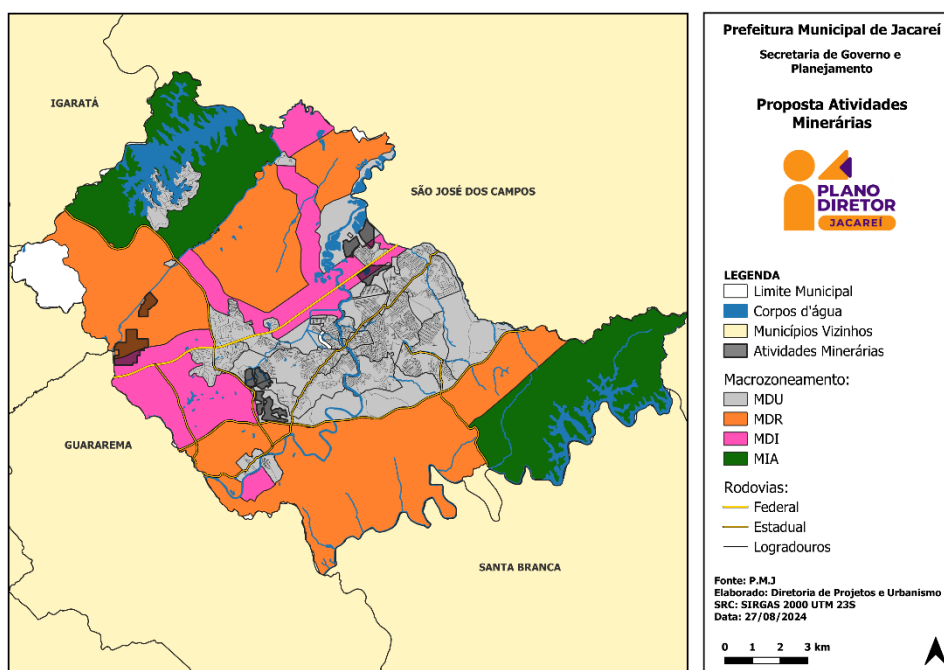 IGARATÁ
SÃO JOSÉ DOS CAMPOS
GUARAREMA
SANTA BRANCA
Prefeitura Municipal de Jacareí
Secretaria de Governo e
Planejamento
Proposta Atividades
Minerárias
PLANO
DIRETOR
JACAREÍ
LEGENDA
Limite Municipal
Corpos d'água
Municípios Vizinhos
Atividades Minerárias
Macrozoneamento:
MDU
MDR
MDI
MIA
Rodovias:
Federal
Estadual
Logradouros
Fonte: P.M.J
Elaborado: Diretoria de Projetos e Urbanismo
SRC: SIRGAS 2000 UTM 23S
Data: 27/08/2024
0 1 2 3 km